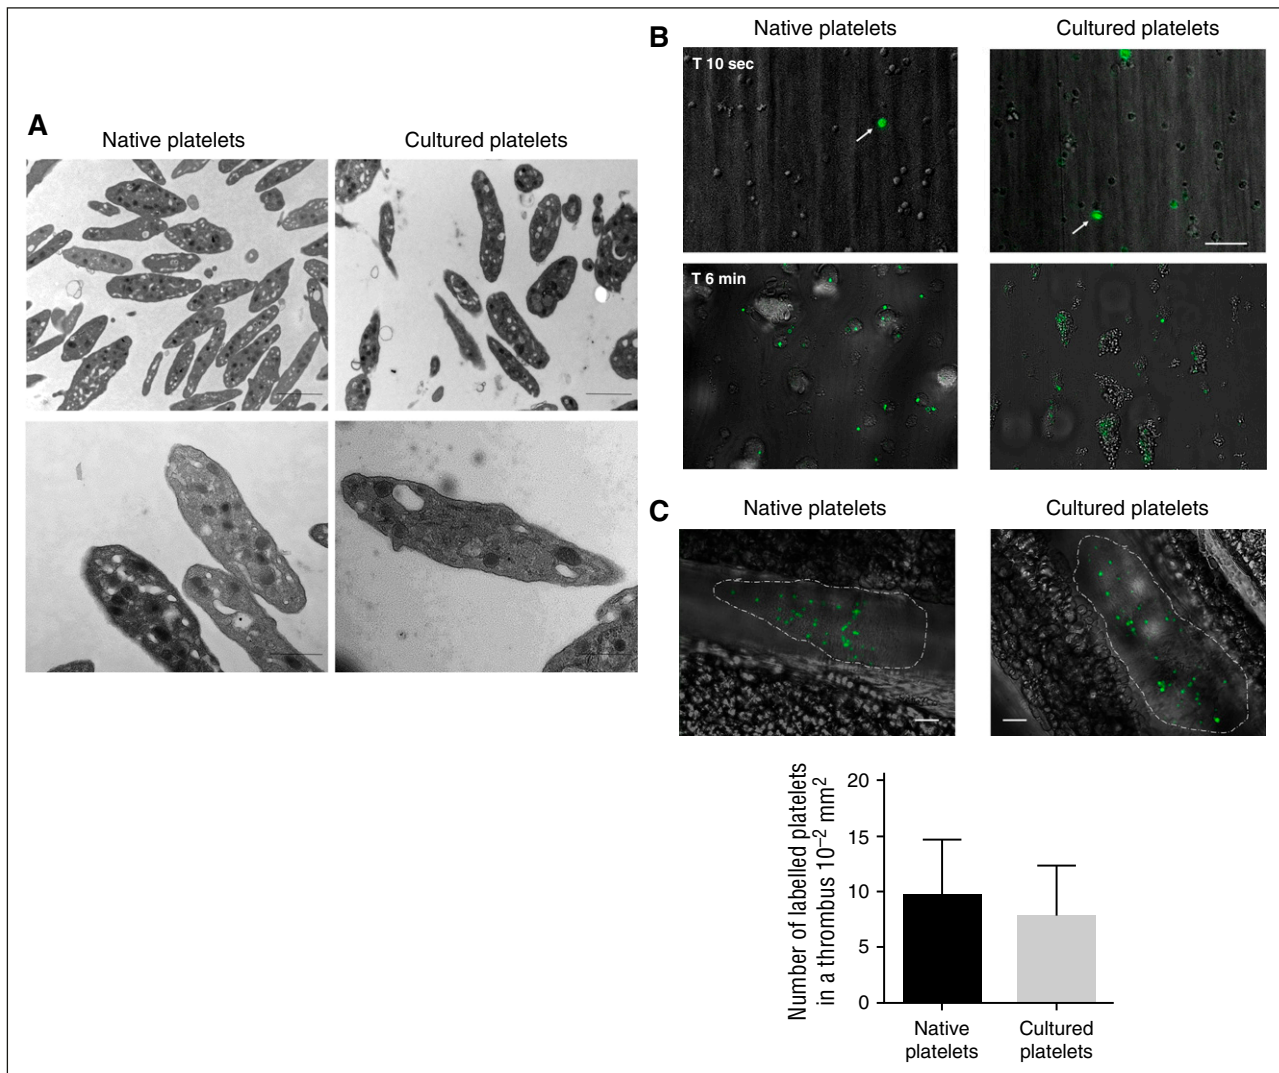 A
Native platelets
Cultured platelets
B
Native platelets
Cultured platelets
T 10 sec
T 6 min
C
Native platelets
Cultured platelets
Number of labelled platelets
in a thrombus 10⁻² mm²
20
15
10
5
0
Native
platelets
Cultured
platelets